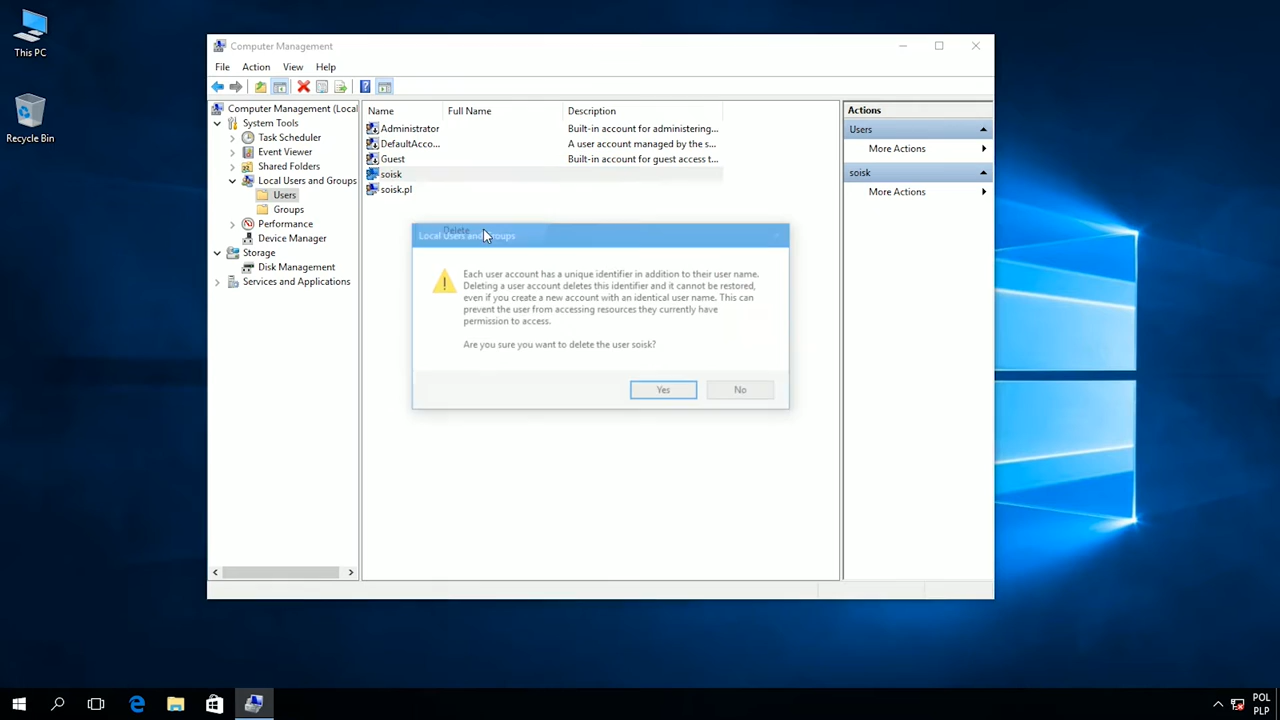 This PC
Recycle Bin
Computer Management
File Action View Help
Computer Management (Local
System Tools
Task Scheduler
Event Viewer
Shared Folders
Local Users and Groups
Users
Groups
Performance
Device Manager
Storage
Disk Management
Services and Applications
Name Full Name Description
Administrator Built-in account for administering...
DefaultAcco... A user account managed by the s...
Guest Built-in account for guest access t...
soisk
soisk.pl
Delete
Local Users and Groups
Each user account has a unique identifier in addition to their user name.
Deleting a user account deletes this identifier and it cannot be restored,
even if you create a new account with an identical user name. This can
prevent the user from accessing resources they currently have
permission to access.
Are you sure you want to delete the user soisk?
Yes No
Actions
Users
More Actions
soisk
More Actions
POL
PLP